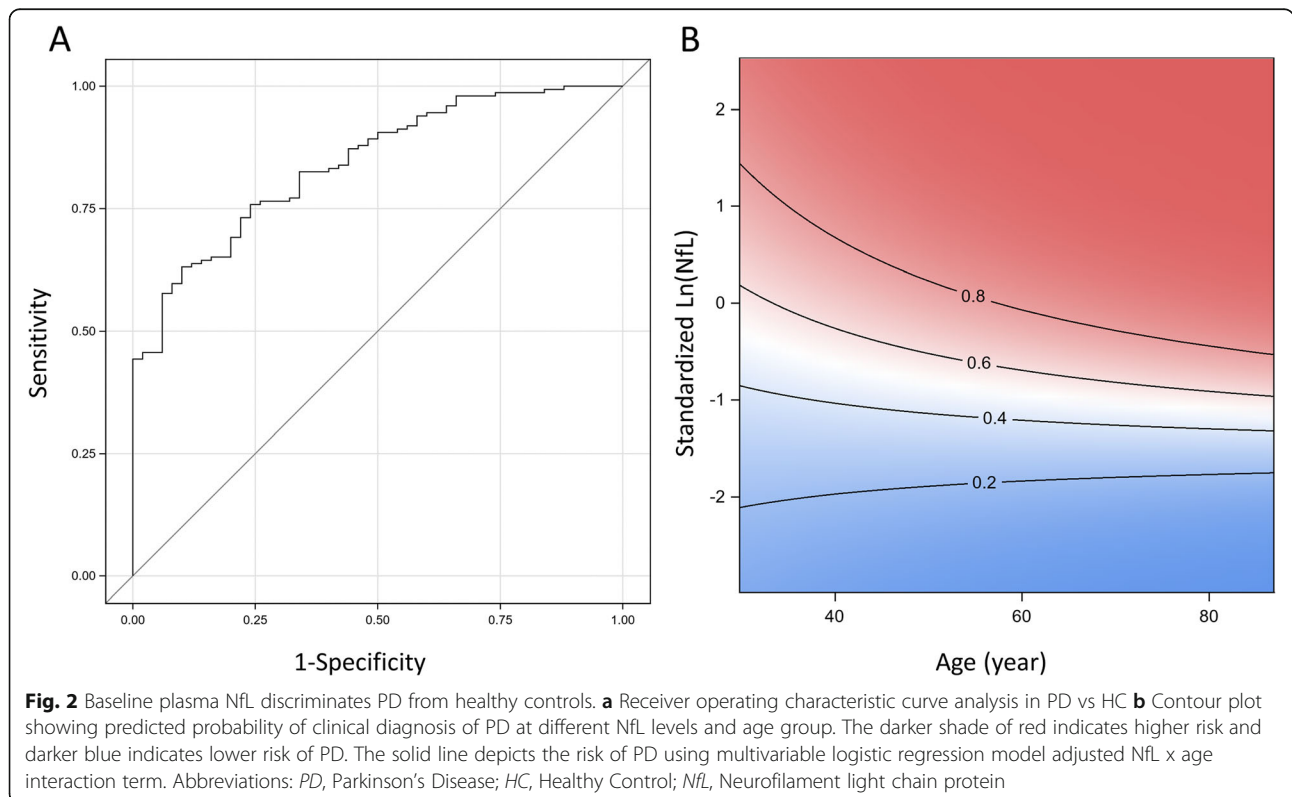 A
B
1.00
0.75
0.50
0.25
0.00
Sensitivity
0.00 0.25 0.50 0.75 1.00
1-Specificity
2
1
0
-1
-2
Standardized Ln(NfL)
0.8
0.6
0.4
0.2
40 60 80
Age (year)
Fig. 2 Baseline plasma NfL discriminates PD from healthy controls. a Receiver operating characteristic curve analysis in PD vs HC b Contour plot
showing predicted probability of clinical diagnosis of PD at different NfL levels and age group. The darker shade of red indicates higher risk and
darker blue indicates lower risk of PD. The solid line depicts the risk of PD using multivariable logistic regression model adjusted NfL x age
interaction term. Abbreviations: PD, Parkinson's Disease; HC, Healthy Control; NfL, Neurofilament light chain protein